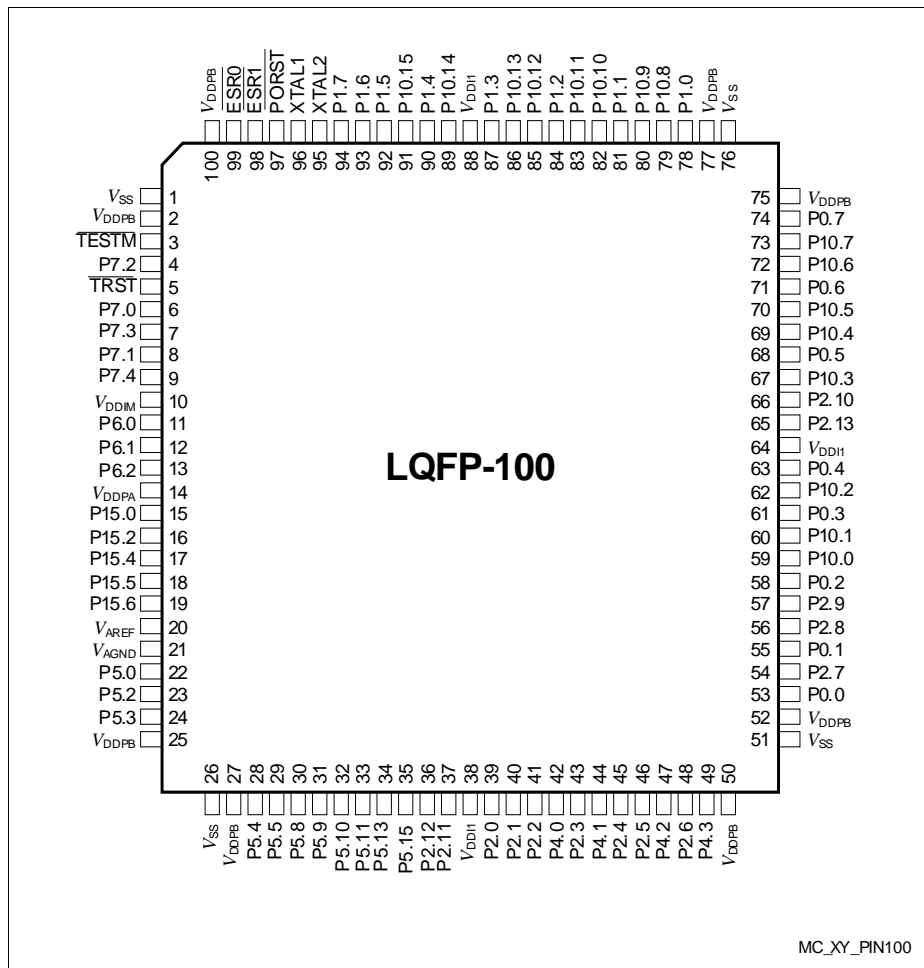 VDDPB
ESR0
ESR1
PORST
XTAL1
XTAL2
P1.7
P1.6
P1.5
P10.15
P1.4
P10.14
VDDI1
P1.3
P10.13
P10.12
P1.2
P10.11
P10.10
P1.1
P10.9
P10.8
P1.0
VDDPB
VSS
100
99
98
97
96
95
94
93
92
91
90
89
88
87
86
85
84
83
82
81
80
79
78
77
76
VSS 1
VDDPB 2
TESTM 3
P7.2 4
TRST 5
P7.0 6
P7.3 7
P7.1 8
P7.4 9
VDDIM 10
P6.0 11
P6.1 12
P6.2 13
VDDPA 14
P15.0 15
P15.2 16
P15.4 17
P15.5 18
P15.6 19
VAREF 20
VAGND 21
P5.0 22
P5.2 23
P5.3 24
VDDPB 25
LQFP-100
75 VDDPB
74 P0.7
73 P10.7
72 P10.6
71 P0.6
70 P10.5
69 P10.4
68 P0.5
67 P10.3
66 P2.10
65 P2.13
64 VDDI1
63 P0.4
62 P10.2
61 P0.3
60 P10.1
59 P10.0
58 P0.2
57 P2.9
56 P2.8
55 P0.1
54 P2.7
53 P0.0
52 VDDPB
51 VSS
26
27
28
29
30
31
32
33
34
35
36
37
38
39
40
41
42
43
44
45
46
47
48
49
50
VSS
VDDPB
P5.4
P5.5
P5.8
P5.9
P5.10
P5.11
P5.13
P5.15
P2.12
P2.11
VDDI1
P2.0
P2.1
P2.2
P4.0
P2.3
P4.1
P2.4
P2.5
P4.2
P2.6
P4.3
VDDPB
MC_XY_PIN100